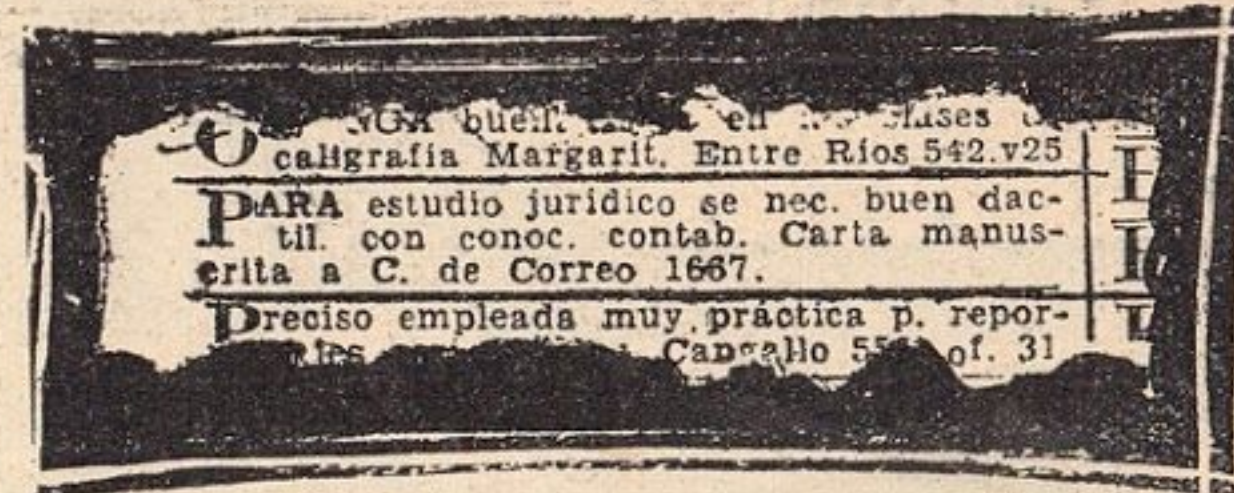 caligrafía Margarit. Entre Ríos 542.v25
PARA estudio jurídico se nec. buen dac-
til. con conoc. contab. Carta manus-
crita a C. de Correo 1667.
Preciso empleada muy práctica p. repor-
Cangallo of. 31